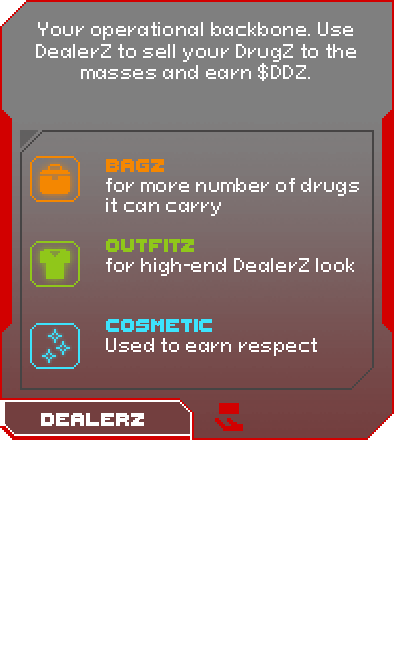 Your operational backbone. Use
DealerZ to sell your DrugZ to the
masses and earn $DDZ.
BAGZ
for more number of drugs
it can carry
OUTFITZ
for high-end DealerZ look
COSMETIC
Used to earn respect
DEALERZ